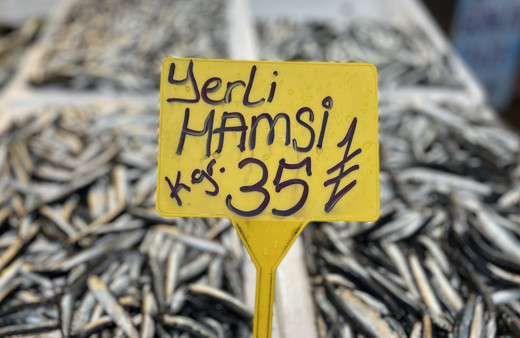 Yerli
HAMSİ
Kg. 35 ₺